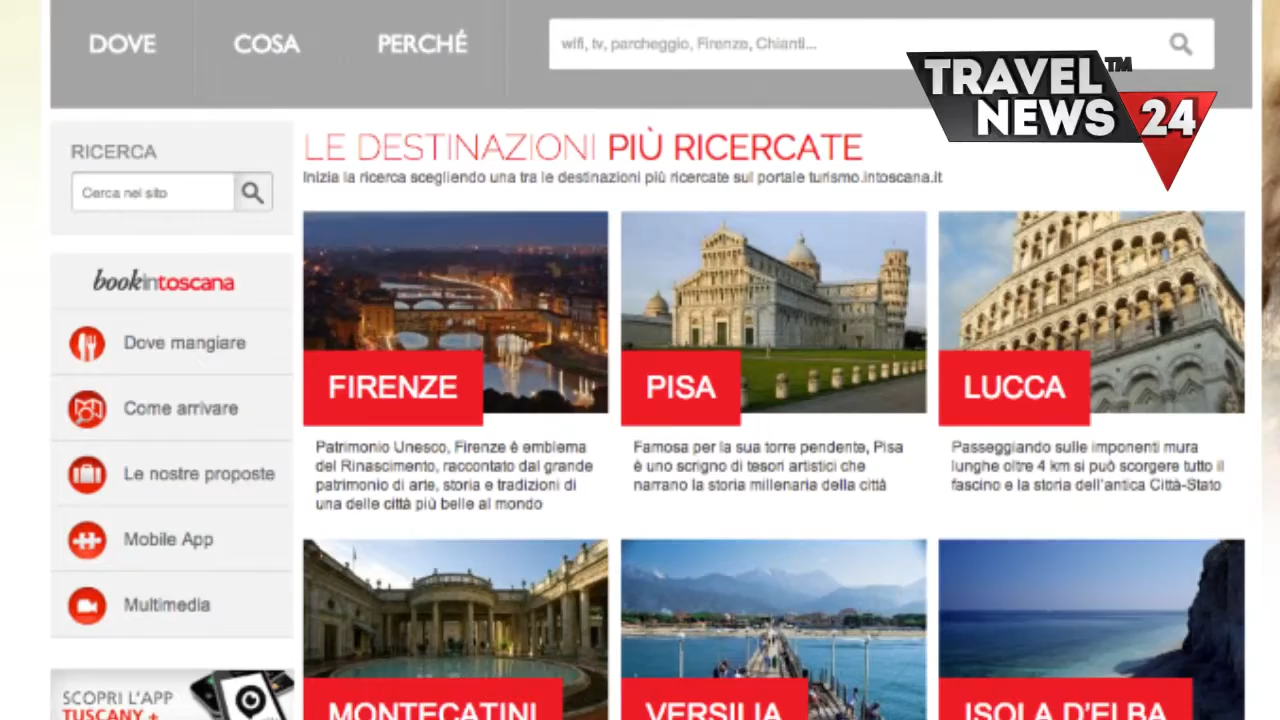 DOVE
COSA
PERCHÉ
wifi, tv, parcheggio, Firenze, Chianti...
TRAVEL™
NEWS 24
RICERCA
Cerca nel sito
LE DESTINAZIONI PIÙ RICERCATE
Inizia la ricerca scegliendo una tra le destinazioni più ricercate sul portale turismo.intoscana.it
bookintoscana
Dove mangiare
Come arrivare
Le nostre proposte
Mobile App
Multimedia
SCOPRI L'APP
TUSCANY +
FIRENZE
Patrimonio Unesco, Firenze è emblema
del Rinascimento, raccontato dal grande
patrimonio di arte, storia e tradizioni di
una delle città più belle al mondo
PISA
Famosa per la sua torre pendente, Pisa
è uno scrigno di tesori artistici che
narrano la storia millenaria della città
LUCCA
Passeggiando sulle imponenti mura
lunghe oltre 4 km si può scorgere tutto il
fascino e la storia dell'antica Città-Stato
MONTECATINI
VERSILIA
ISOLA D'ELBA